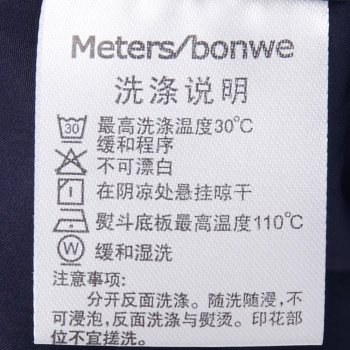 Meters/bonwe
洗涤说明
30 最高洗涤温度30℃
缓和程序
不可漂白
在阴凉处悬挂晾干
熨斗底板最高温度110℃
W 缓和湿洗
注意事项:
分开反面洗涤。随洗随浸,不
可浸泡,反面洗涤与熨烫。印花部
位不宜搓洗。